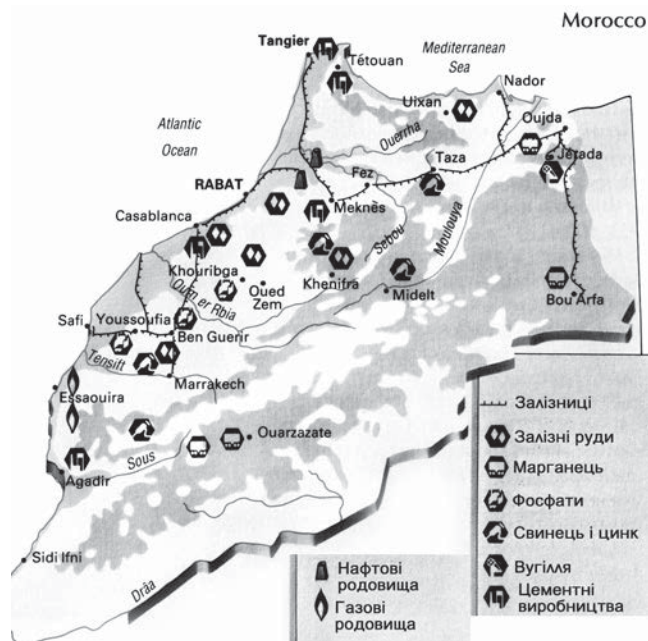 Morocco
Mediterranean
Sea
Tangier
Tétouan
Nador
Uixan
Oujda
Atlantic
Ocean
Ouerrha
Taza
Jerada
Fez
RABAT
Meknès
Casablanca
Sebou
Moulouya
Khouribga
Oum er Rbia
Oued
Zem
Khenifra
Midelt
Bou Arfa
Safi
Youssoufia
Ben Guerir
Tensift
Marrakech
Essaouira
Ouarzazate
Sous
Agadir
Sidi Ifni
Drâa
Залізниці
Залізні руди
Марганець
Фосфати
Свинець і цинк
Вугілля
Цементні
виробництва
Нафтові
родовища
Газові
родовища